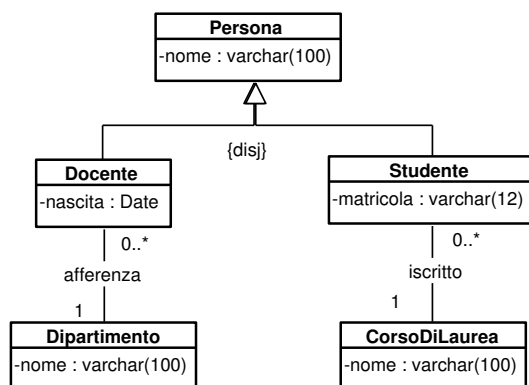 Persona
-nome : varchar(100)
{disj}
Docente
-nascita : Date
Studente
-matricola : varchar(12)
0..*
0..*
afferenza
iscritto
1
1
Dipartimento
-nome : varchar(100)
CorsoDiLaurea
-nome : varchar(100)